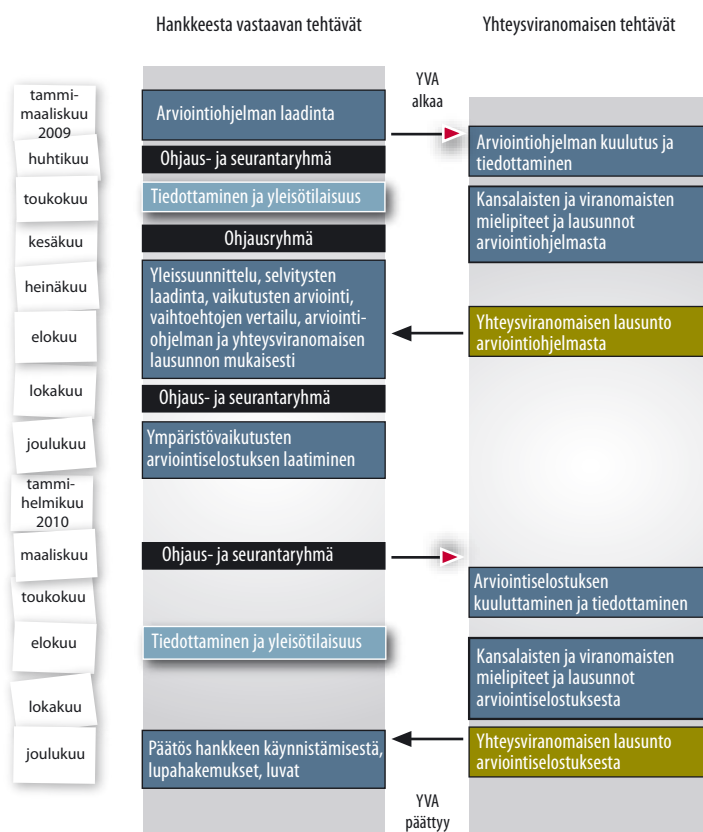 Hankkeesta vastaavan tehtävät
Yhteysviranomaisen tehtävät
YVA
alkaa
tammi-
maaliskuu
2009
Arviointiohjelman laadinta
Arviointiohjelman kuulutus ja
tiedottaminen
huhtikuu
Ohjaus- ja seurantaryhmä
toukokuu
Tiedottaminen ja yleisötilaisuus
Kansalaisten ja viranomaisten
mielipiteet ja lausunnot
arviointiohjelmasta
kesäkuu
Ohjausryhmä
heinäkuu
Yleissuunnittelu, selvitysten
laadinta, vaikutusten arviointi,
vaihtoehtojen vertailu, arviointi-
ohjelman ja yhteysviranomaisen
lausunnon mukaisesti
elokuu
Yhteysviranomaisen lausunto
arviointiohjelmasta
lokakuu
Ohjaus- ja seurantaryhmä
joulukuu
Ympäristövaikutusten
arviointiselostuksen laatiminen
tammi-
helmikuu
2010
maaliskuu
Ohjaus- ja seurantaryhmä
toukokuu
Arviointiselostuksen
kuuluttaminen ja tiedottaminen
elokuu
Tiedottaminen ja yleisötilaisuus
Kansalaisten ja viranomaisten
mielipiteet ja lausunnot
arviointiselostuksesta
lokakuu
joulukuu
Päätös hankkeen käynnistämisestä,
lupahakemukset, luvat
Yhteysviranomaisen lausunto
arviointiselostuksesta
YVA
päättyy